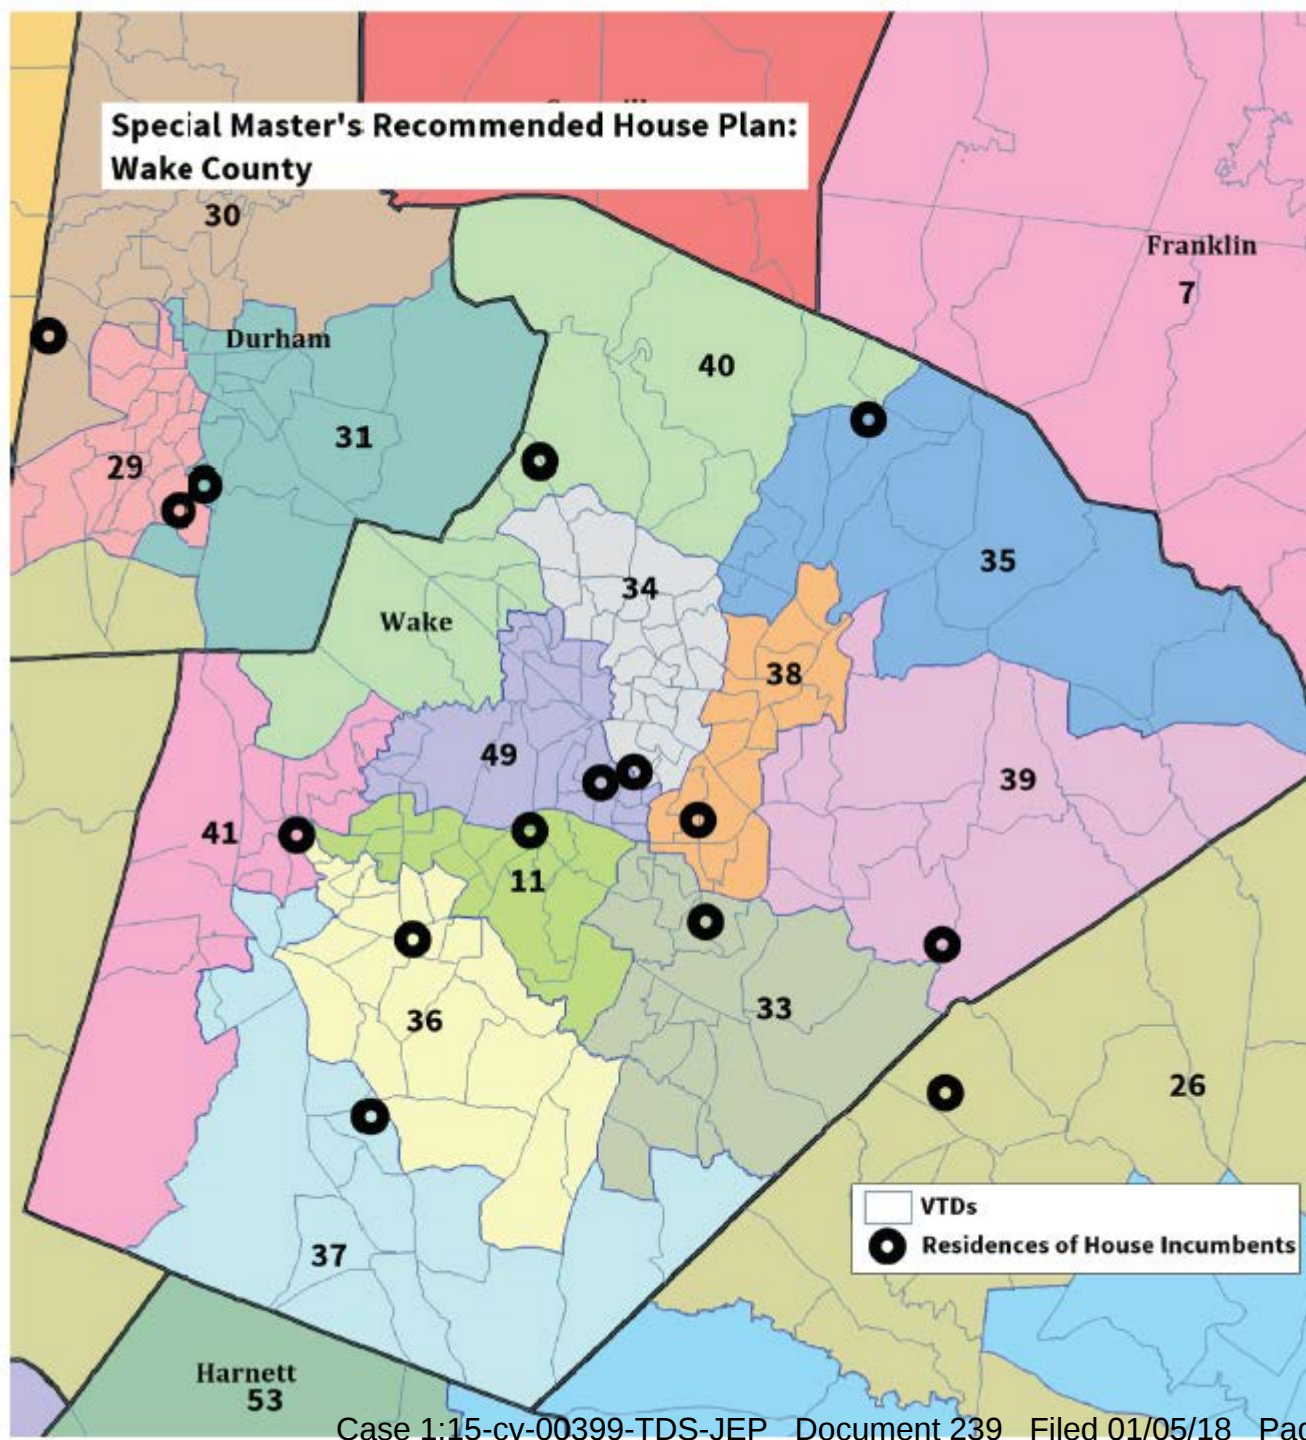 Special Master's Recommended House Plan:
Wake County
30
Franklin
7
Durham
40
31
29
35
34
Wake
38
49
39
41
11
33
36
26
VTDs
Residences of House Incumbents
37
Harnett
53
Case 1:15-cv-00399-TDS-JEP Document 239 Filed 01/05/18